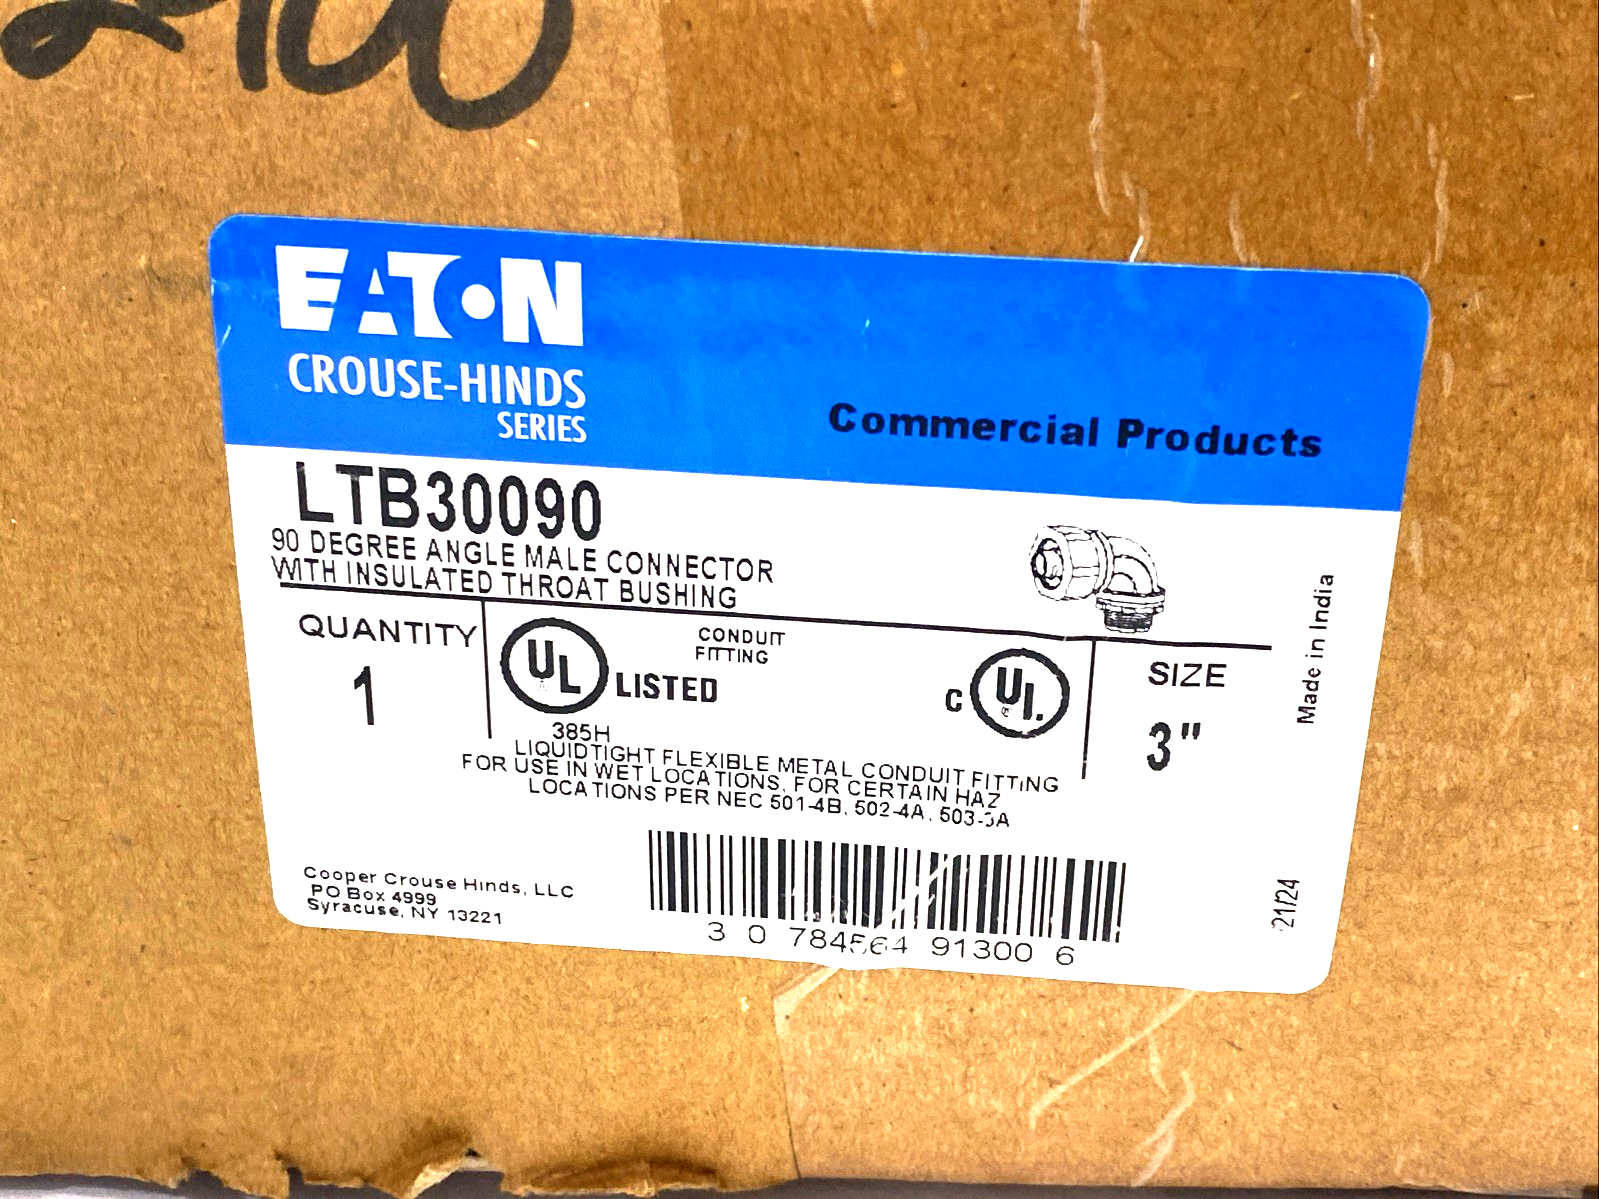 EATON
CROUSE-HINDS
SERIES
Commercial Products
LTB30090
90 DEGREE ANGLE MALE CONNECTOR
WITH INSULATED THROAT BUSHING
QUANTITY
1
UL
LISTED
385H
CONDUIT
FITTING
C UL
SIZE
3"
LIQUIDTIGHT FLEXIBLE METAL CONDUIT FITTING
FOR USE IN WET LOCATIONS, FOR CERTAIN HAZ
LOCATIONS PER NEC 501-4B, 502-4A, 503-3A
Made in India
Cooper Crouse Hinds, LLC
PO Box 4999
Syracuse, NY 13221
3 0 784564 91300 6
21/24